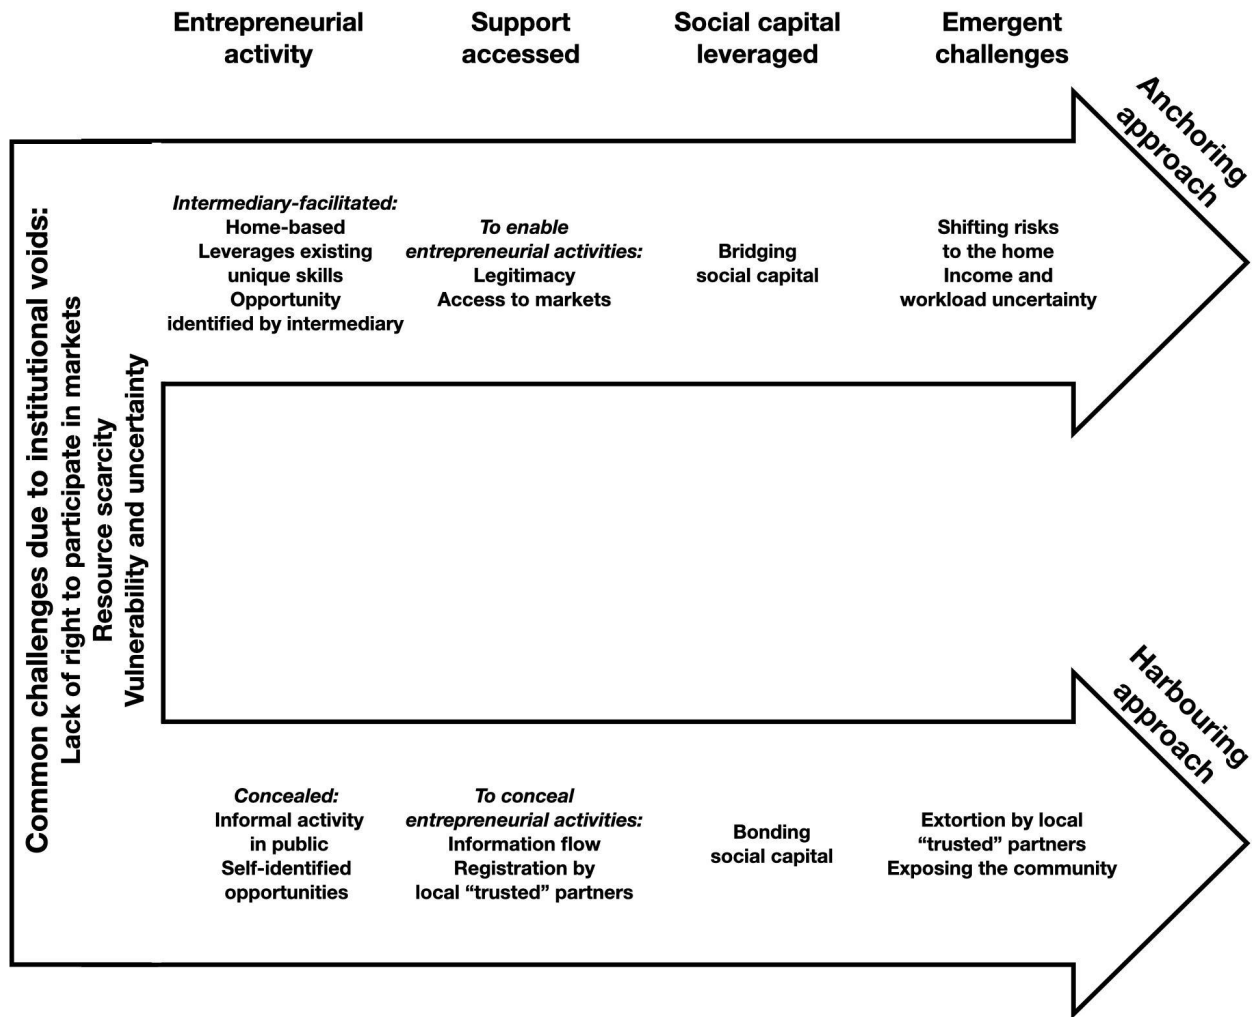 Entrepreneurial
activity
Support
accessed
Social capital
leveraged
Emergent
challenges
Common challenges due to institutional voids:
Lack of right to participate in markets
Resource scarcity
Vulnerability and uncertainty
Intermediary-facilitated:
Home-based
Leverages existing
unique skills
Opportunity
identified by intermediary
To enable
entrepreneurial activities:
Legitimacy
Access to markets
Bridging
social capital
Shifting risks
to the home
Income and
workload uncertainty
Anchoring
approach
Concealed:
Informal activity
in public
Self-identified
opportunities
To conceal
entrepreneurial activities:
Information flow
Registration by
local “trusted” partners
Bonding
social capital
Extortion by local
“trusted” partners
Exposing the community
Harbouring
approach